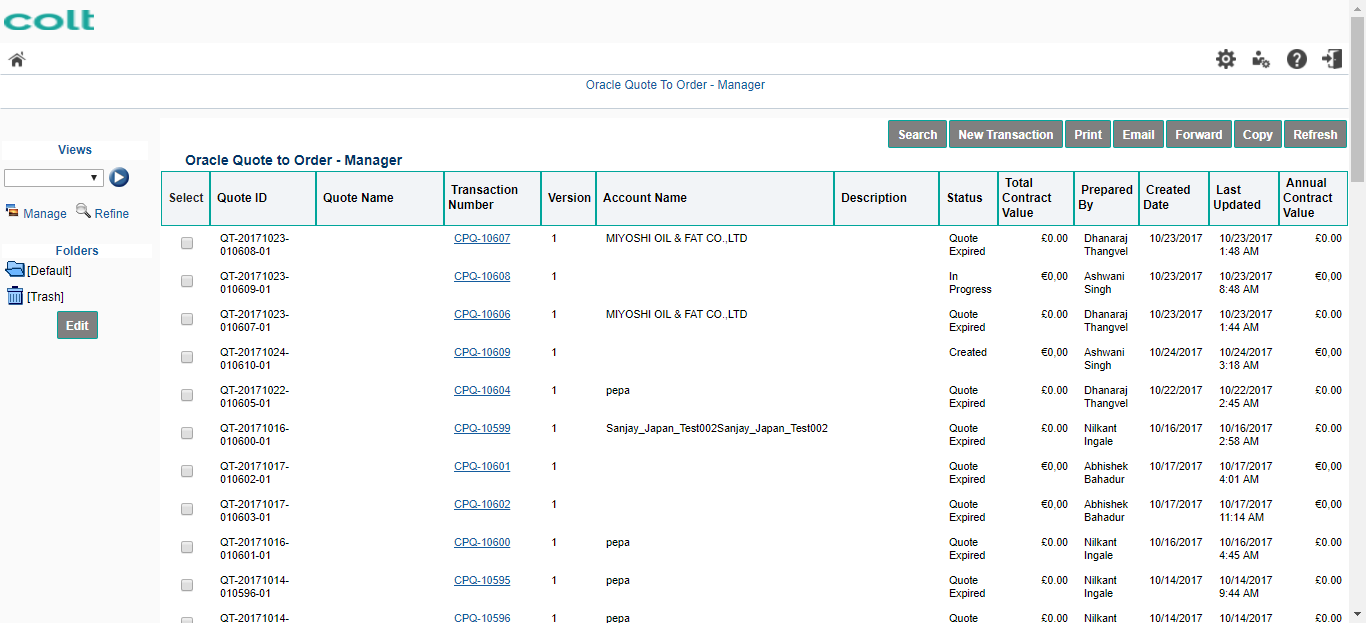 colt
Oracle Quote To Order - Manager
Search New Transaction Print Email Forward Copy Refresh
Views
Manage Refine
Folders
[Default]
[Trash]
Edit
Oracle Quote to Order - Manager
Select Quote ID Quote Name Transaction Number Version Account Name Description Status Total Contract Value Prepared By Created Date Last Updated Annual Contract Value
QT-20171023- CPQ-10607 1 MIYOSHI OIL & FAT CO.,LTD Quote £0.00 Dhanaraj 10/23/2017 10/23/2017 £0.00
010608-01 Expired Thangvel 1:48 AM
QT-20171023- CPQ-10608 1 In €0,00 Ashwani 10/23/2017 10/23/2017 €0,00
010609-01 Progress Singh 8:48 AM
QT-20171023- CPQ-10606 1 MIYOSHI OIL & FAT CO.,LTD Quote £0.00 Dhanaraj 10/23/2017 10/23/2017 £0.00
010607-01 Expired Thangvel 1:44 AM
QT-20171024- CPQ-10609 1 Created €0,00 Ashwani 10/24/2017 10/24/2017 €0,00
010610-01 Singh 3:18 AM
QT-20171022- CPQ-10604 1 pepa Quote £0.00 Dhanaraj 10/22/2017 10/22/2017 £0.00
010605-01 Expired Thangvel 2:45 AM
QT-20171016- CPQ-10599 1 Sanjay_Japan_Test002Sanjay_Japan_Test002 Quote £0.00 Nilkant 10/16/2017 10/16/2017 £0.00
010600-01 Expired Ingale 2:58 AM
QT-20171017- CPQ-10601 1 Quote €0,00 Abhishek 10/17/2017 10/17/2017 €0,00
010602-01 Expired Bahadur 4:01 AM
QT-20171017- CPQ-10602 1 Quote €0,00 Abhishek 10/17/2017 10/17/2017 €0,00
010603-01 Expired Bahadur 11:14 AM
QT-20171016- CPQ-10600 1 pepa Quote £0.00 Nilkant 10/16/2017 10/16/2017 £0.00
010601-01 Expired Ingale 4:45 AM
QT-20171014- CPQ-10595 1 pepa Quote £0.00 Nilkant 10/14/2017 10/14/2017 £0.00
010596-01 Expired Ingale 9:44 AM
QT-20171014- CPQ-10596 1 pepa Quote £0.00 Nilkant 10/14/2017 10/14/2017 £0.00